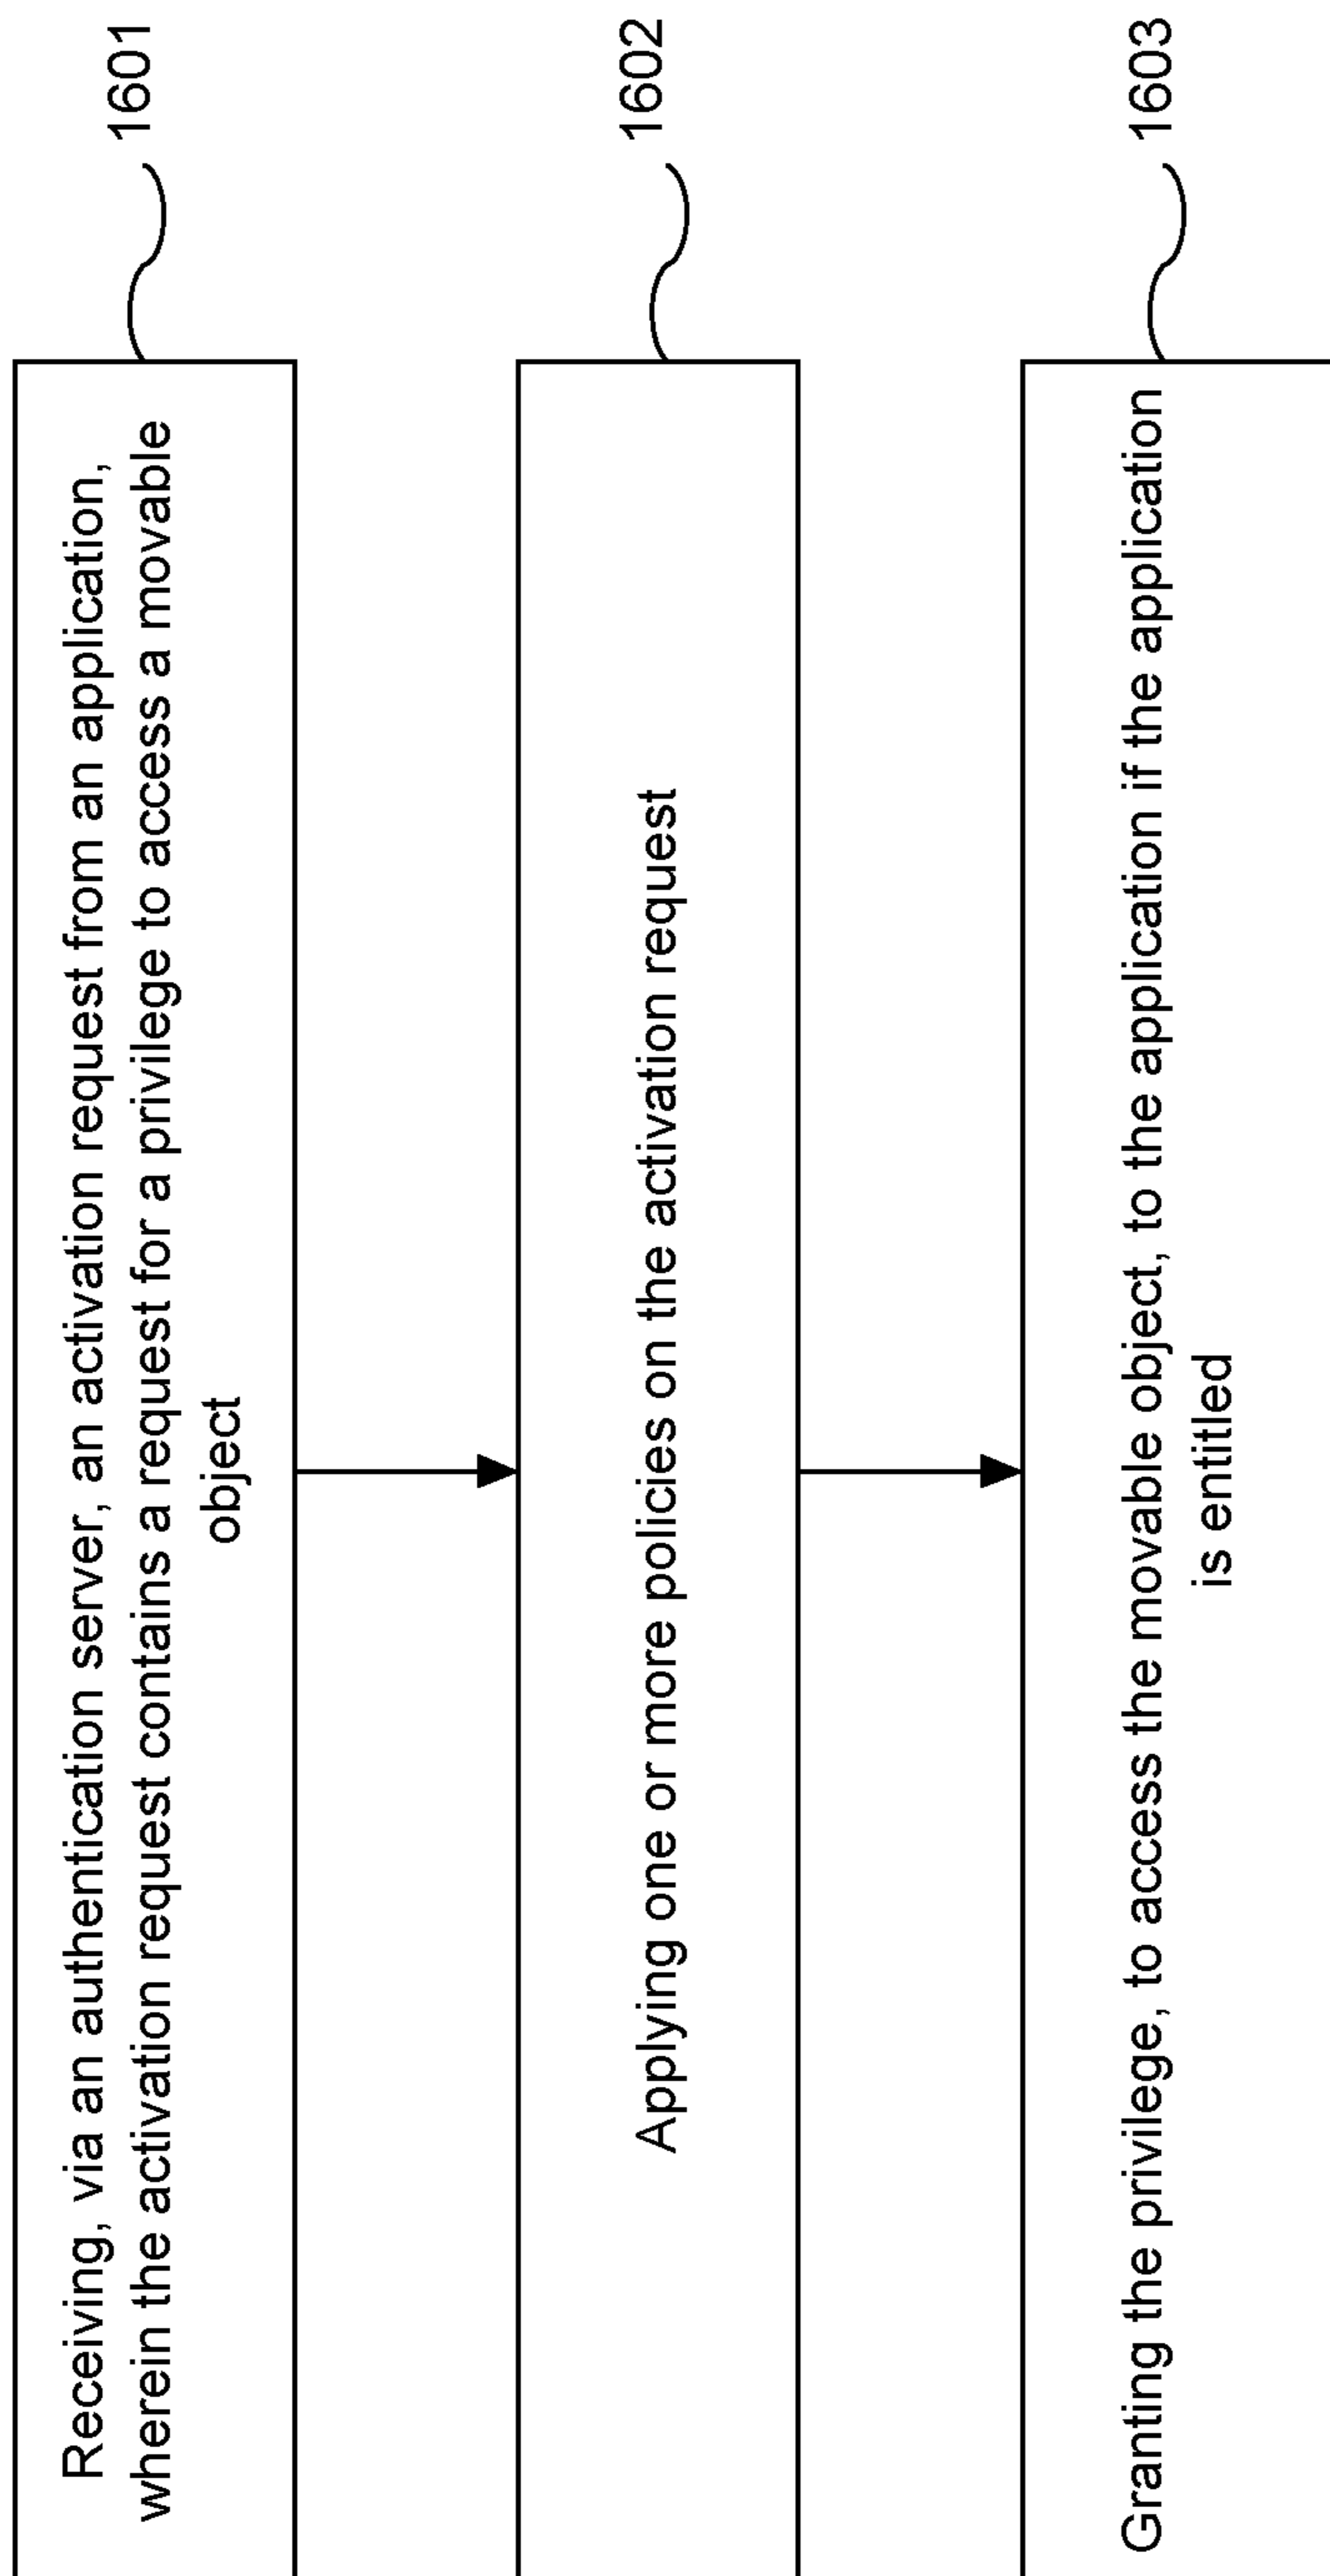 Receiving, via an authentication server, an activation request from an application,
wherein the activation request contains a request for a privilege to access a movable
object
1601
Applying one or more policies on the activation request
1602
Granting the privilege, to access the movable object, to the application if the application
is entitled
1603